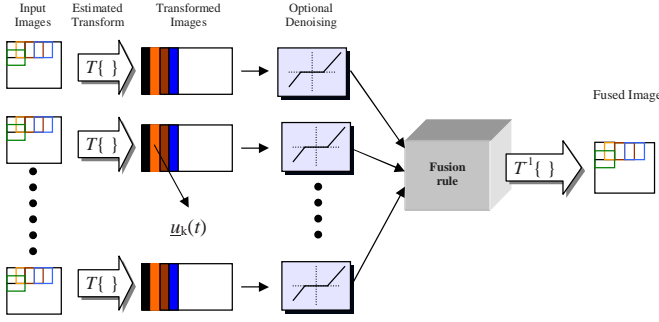 Input Images
Estimated Transform
Transformed Images
Optional Denoising
T{ }
T{ }
u_k(t)
T{ }
Fusion rule
T^-1{ }
Fused Image